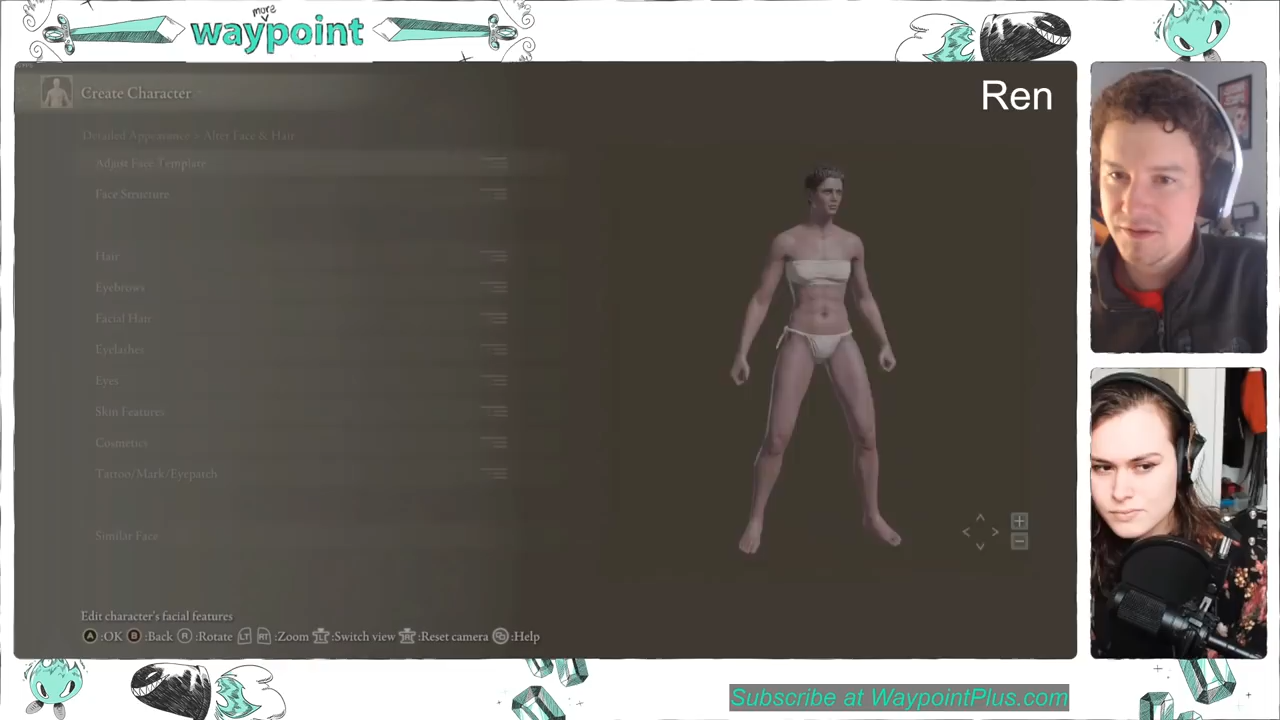 more
waypoint
Create Character
Ren
Detailed Appearance > Alter Face & Hair
Adjust Face Template
Face Structure
Hair
Eyebrows
Facial Hair
Eyelashes
Eyes
Skin Features
Cosmetics
Tattoo/Mark/Eyepatch
Similar Face
Edit character's facial features
A :OK B :Back R :Rotate LT RT :Zoom :Switch view :Reset camera :Help
Subscribe at WaypointPlus.com